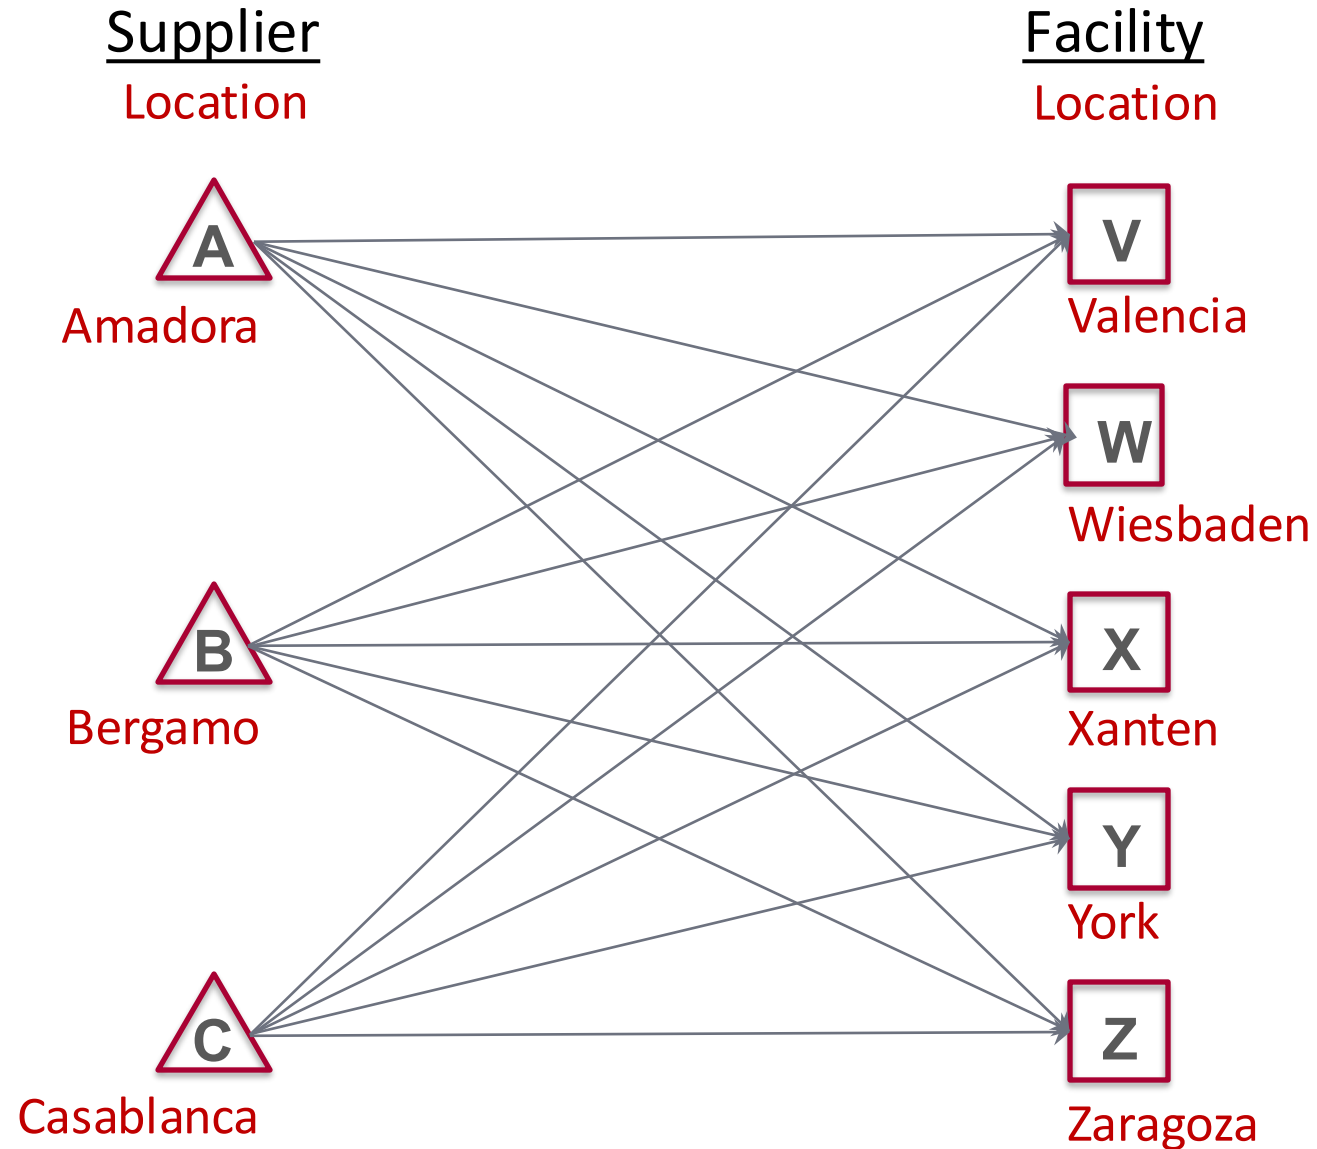 Supplier
Facility
Location
Location
A
V
Amadora
Valencia
W
Wiesbaden
B
X
Bergamo
Xanten
Y
York
C
Z
Casablanca
Zaragoza